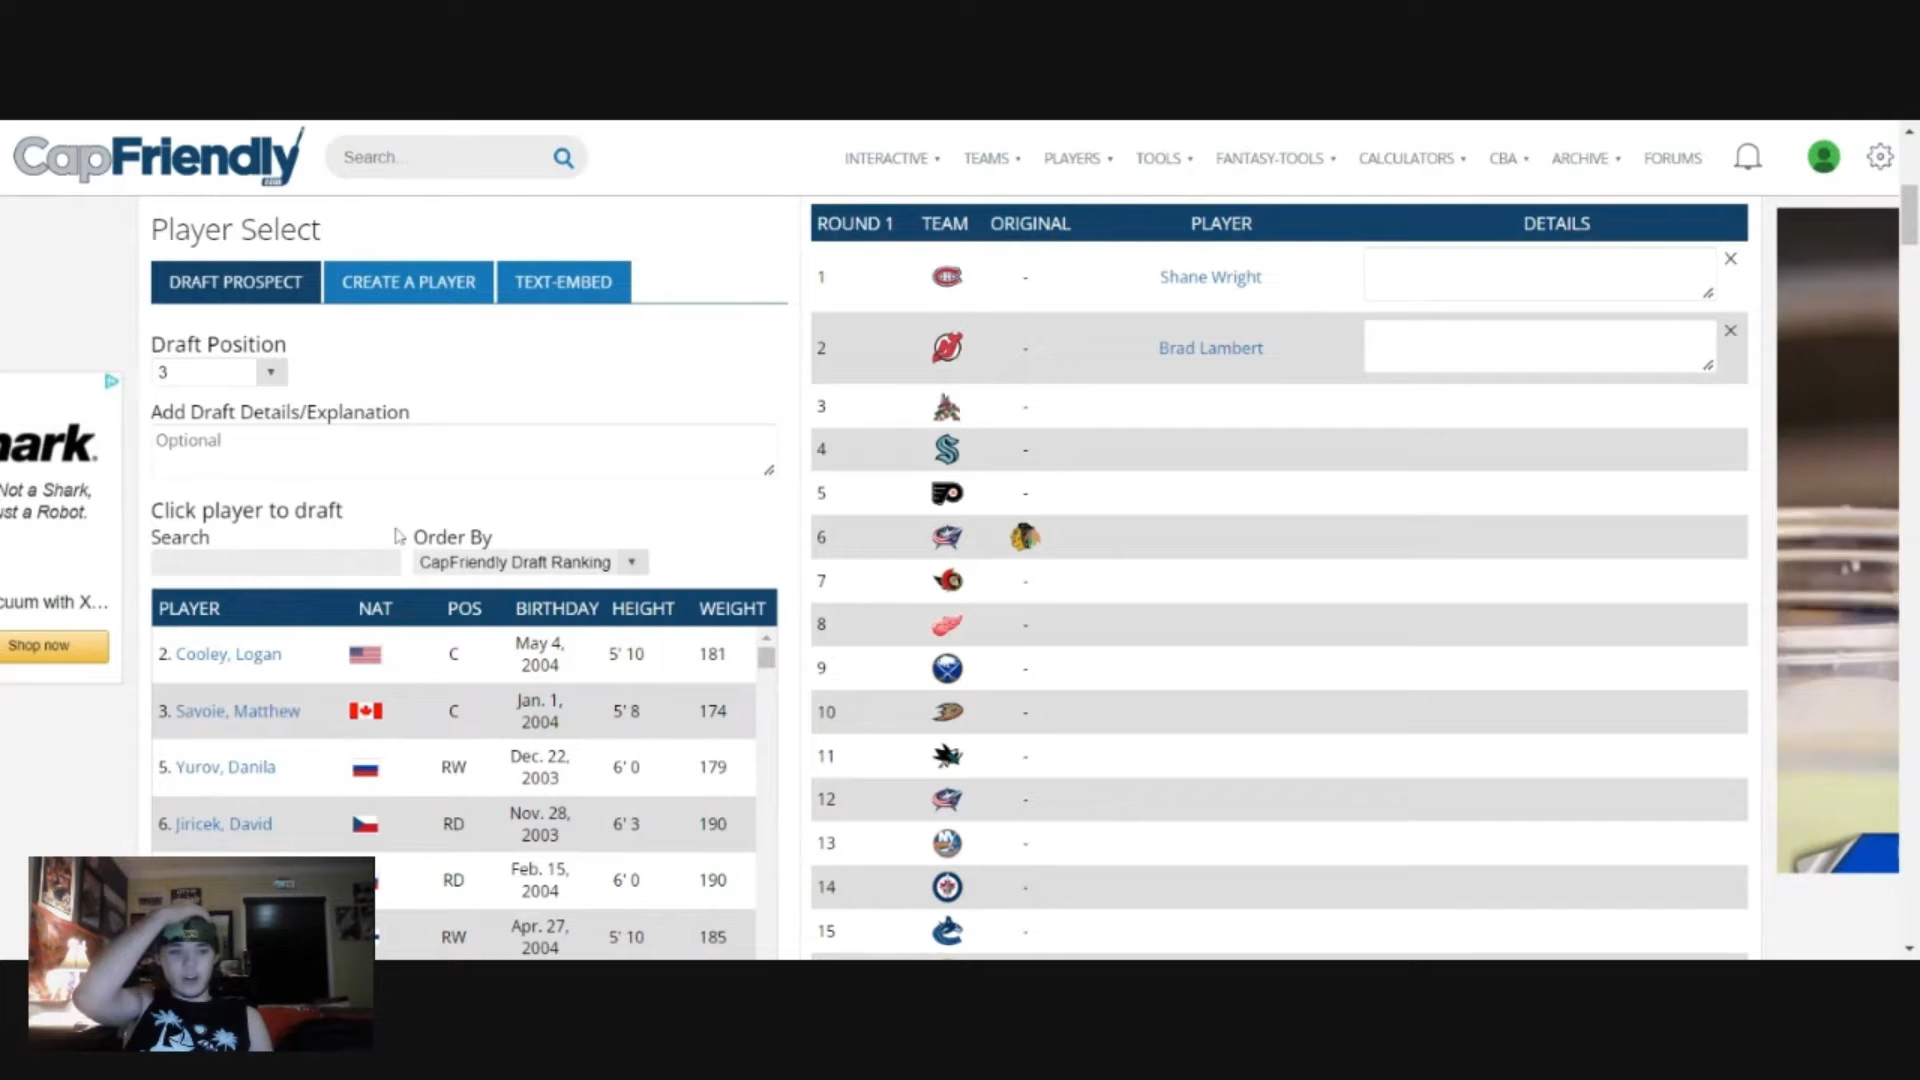 CapFriendly
.com
Search...
INTERACTIVE
TEAMS
PLAYERS
TOOLS
FANTASY-TOOLS
CALCULATORS
CBA
ARCHIVE
FORUMS
Player Select
DRAFT PROSPECT
CREATE A PLAYER
TEXT-EMBED
Draft Position
3
Add Draft Details/Explanation
Optional
Click player to draft
Search
Order By
CapFriendly Draft Ranking
PLAYER NAT POS BIRTHDAY HEIGHT WEIGHT
2. Cooley, Logan C May 4, 2004 5' 10 181
3. Savoie, Matthew C Jan. 1, 2004 5' 8 174
5. Yurov, Danila RW Dec. 22, 2003 6' 0 179
6. Jiricek, David RD Nov. 28, 2003 6' 3 190
RD Feb. 15, 2004 6' 0 190
RW Apr. 27, 2004 5' 10 185
ROUND 1 TEAM ORIGINAL PLAYER DETAILS
1 - Shane Wright
2 - Brad Lambert
3 -
4 -
5 -
6
7 -
8 -
9 -
10 -
11 -
12 -
13 -
14 -
15 -
ark.
Not a Shark,
ust a Robot.
cuum with X...
Shop now